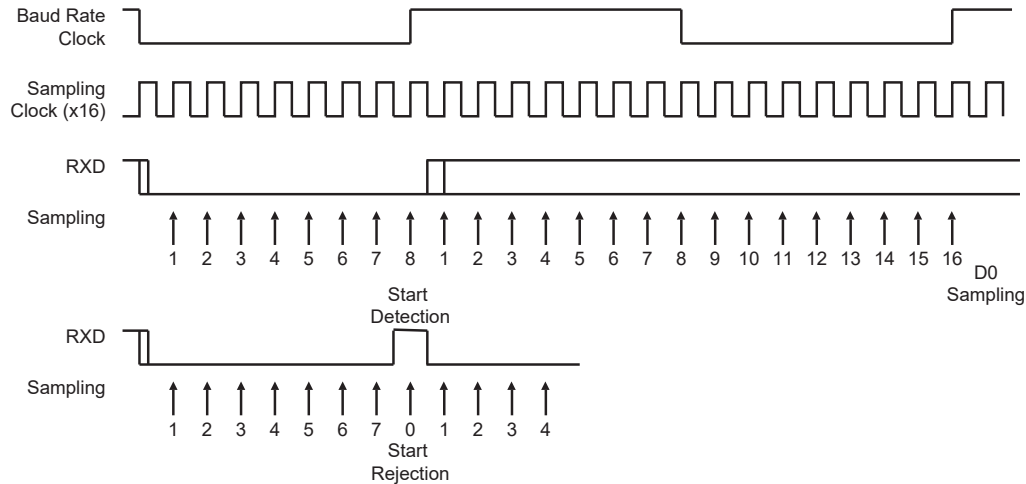 Baud Rate
Clock
Sampling
Clock (x16)
RXD
Sampling
1 2 3 4 5 6 7 8 1 2 3 4 5 6 7 8 9 10 11 12 13 14 15 16
D0
Sampling
Start
Detection
RXD
Sampling
1 2 3 4 5 6 7 0 1 2 3 4
Start
Rejection